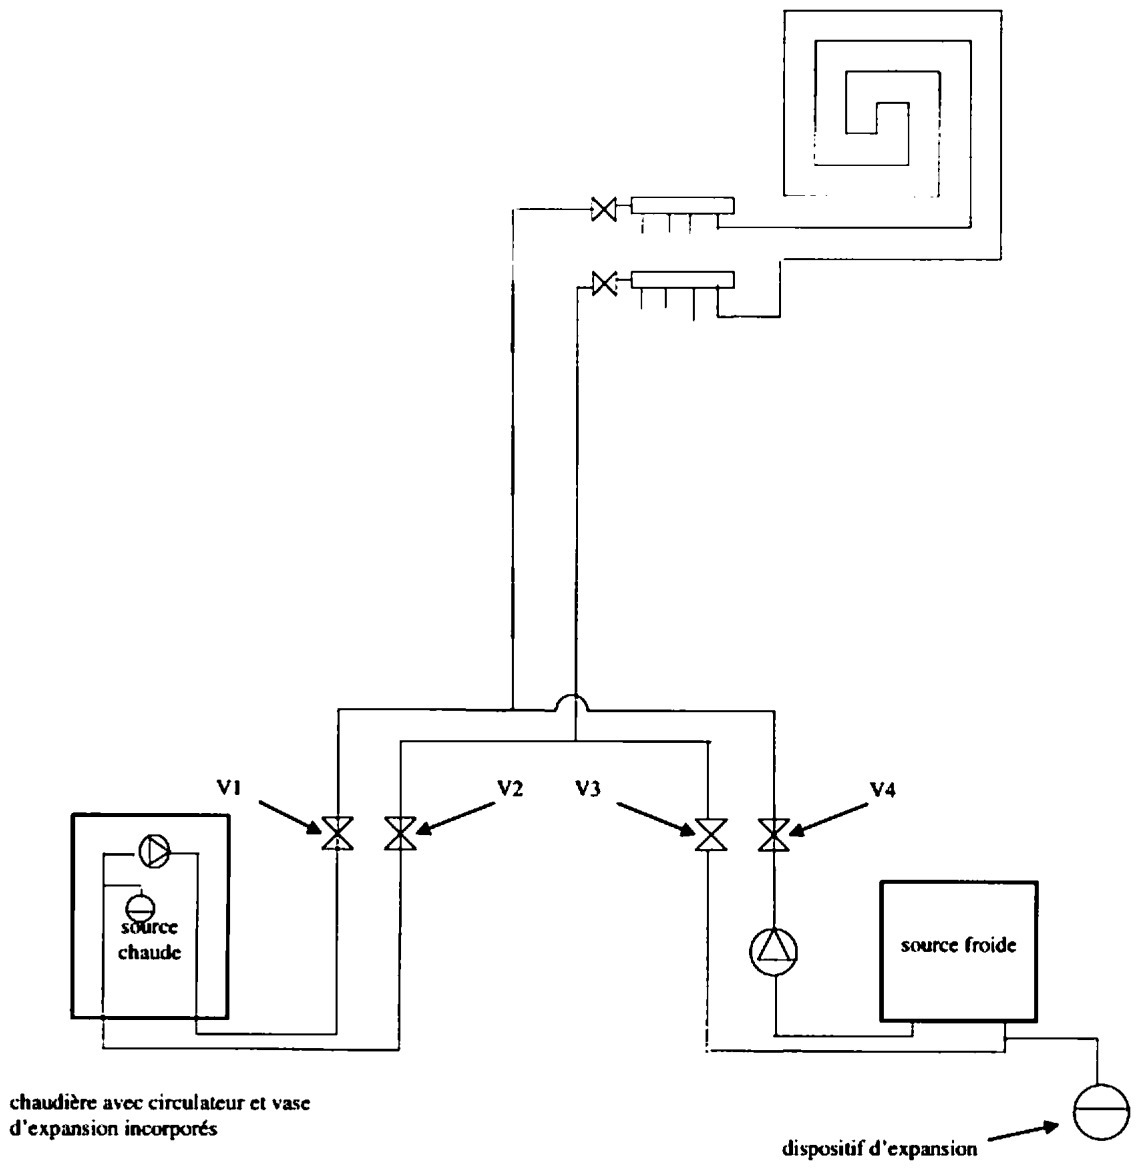 V1
V2
V3
V4
source
chaude
source froide
chaudière avec circulateur et vase
d'expansion incorporés
dispositif d'expansion